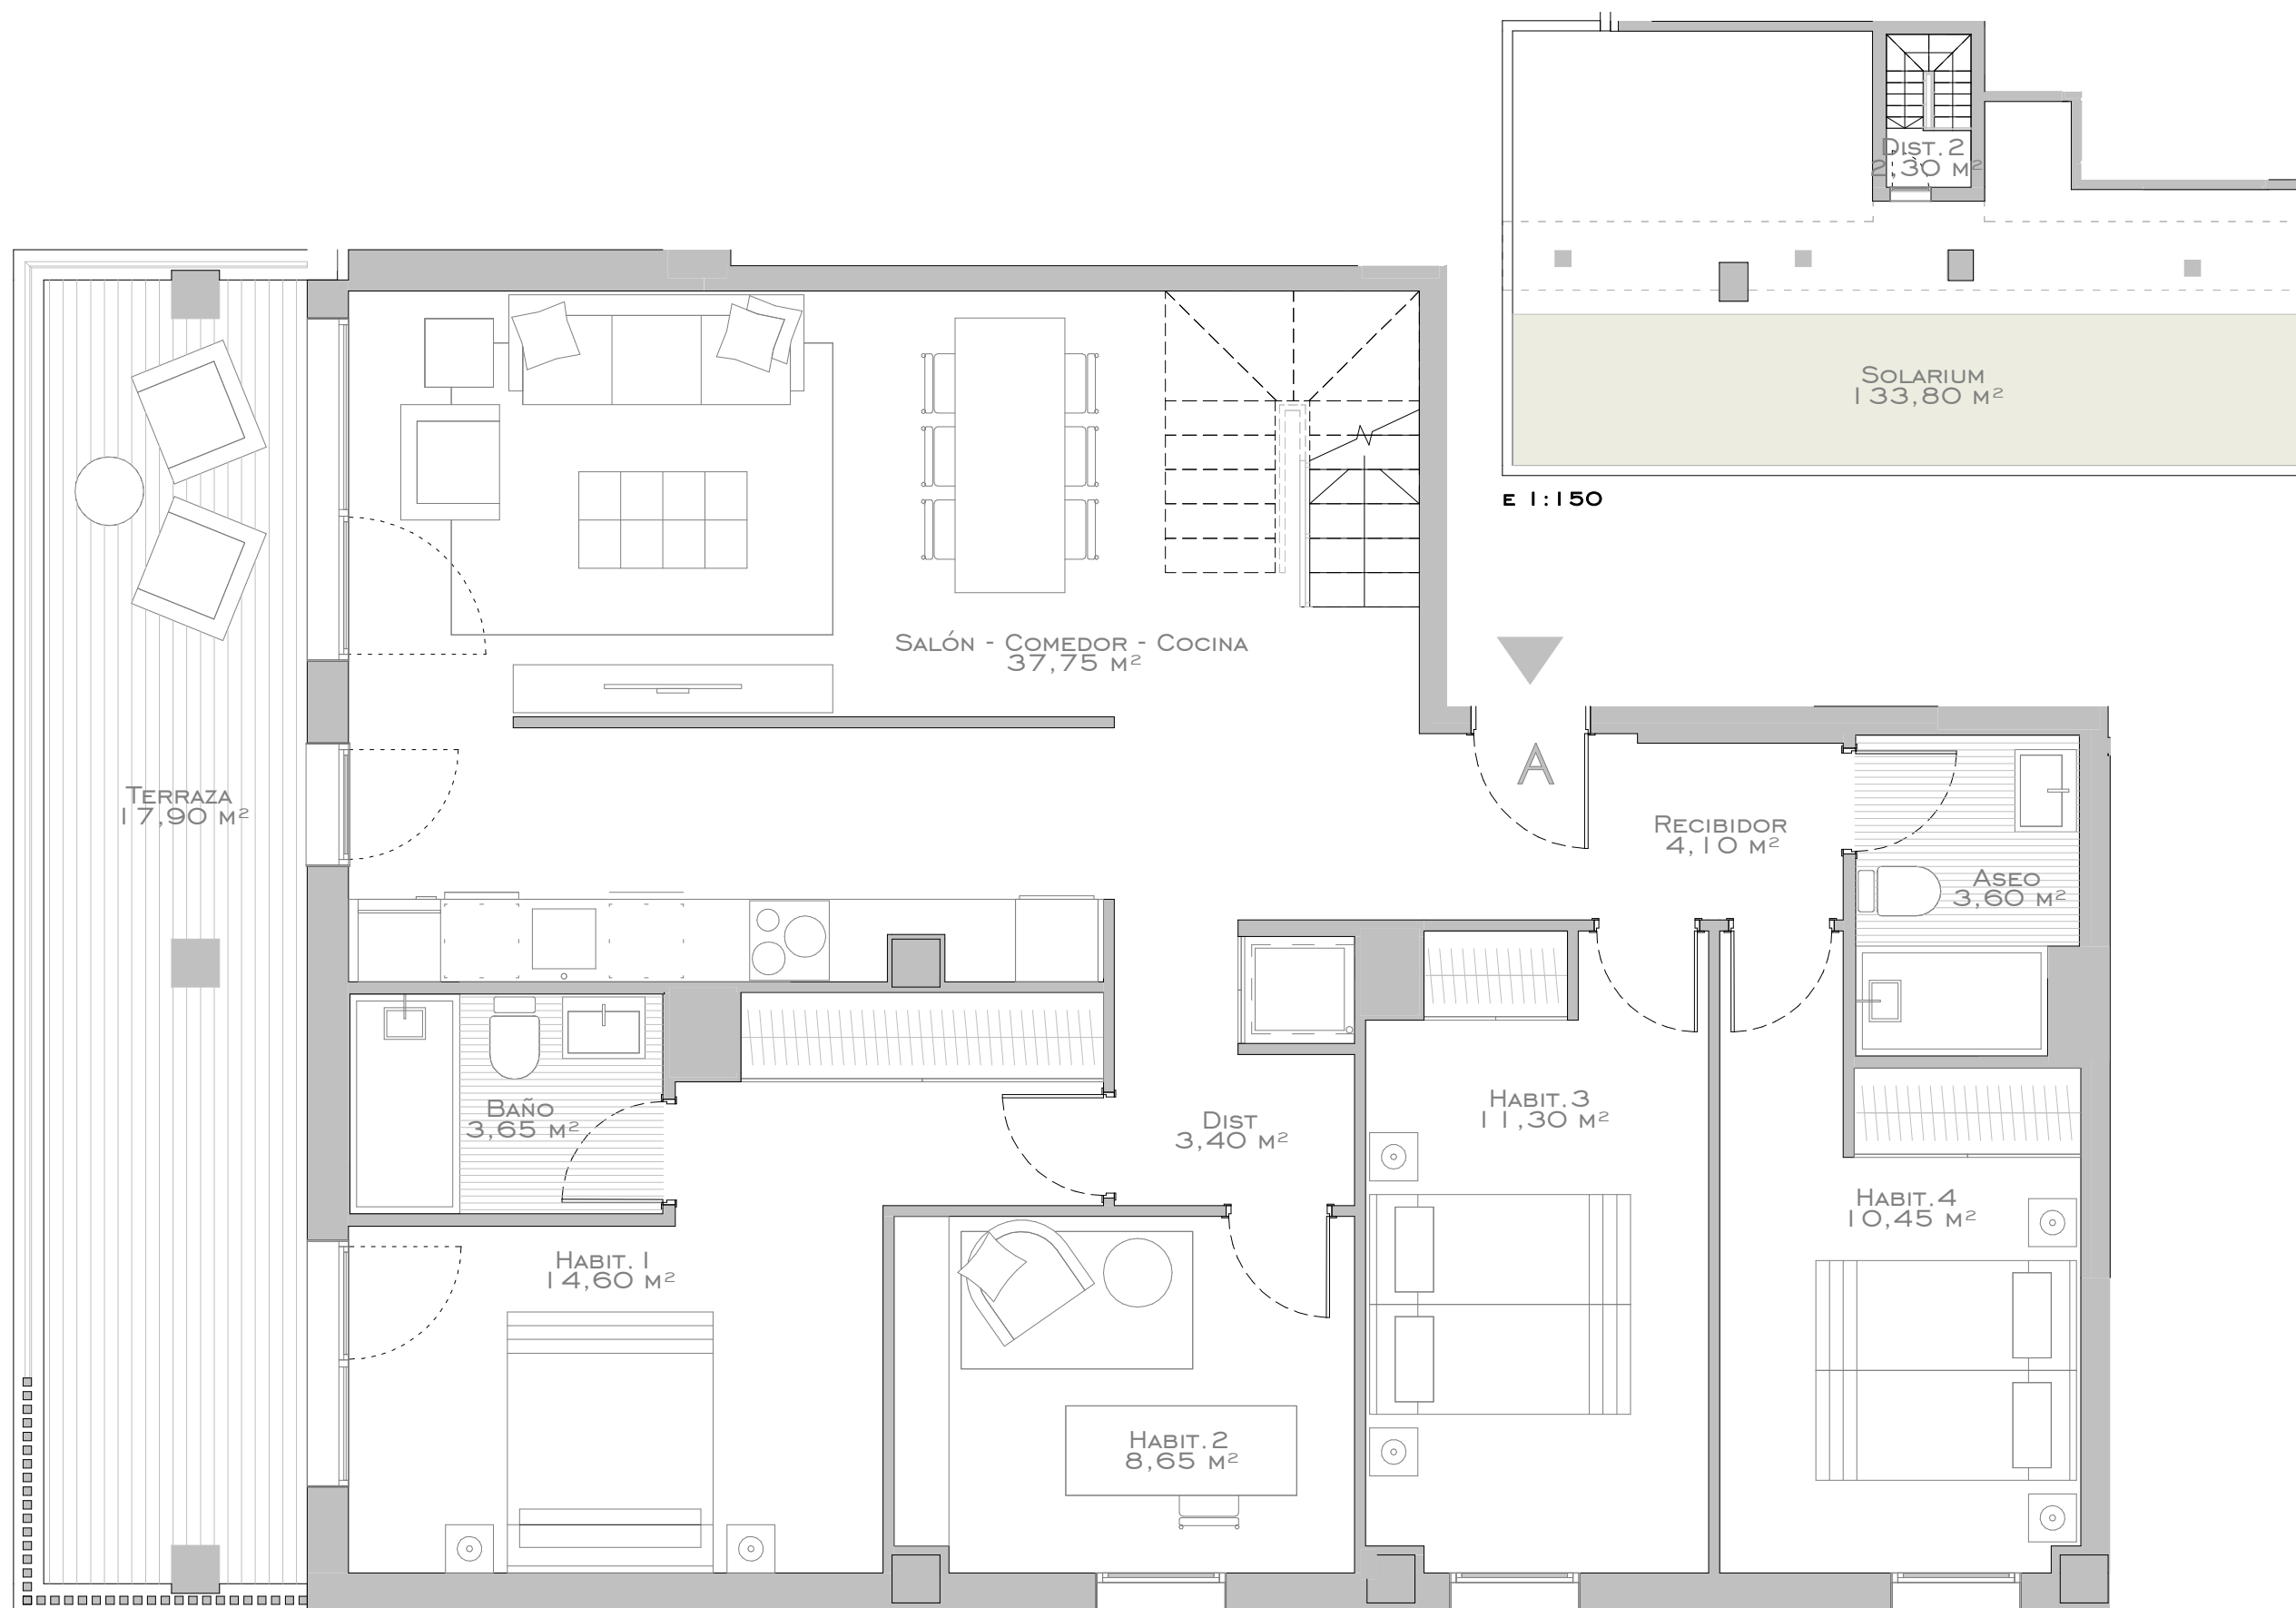 Dist. 2
2,30 m²
Solarium
133,80 m²
E 1:150
Salón - Comedor - Cocina
37,75 m²
Terraza
17,90 m²
A
Recibidor
4,10 m²
Aseo
3,60 m²
Baño
3,65 m²
Dist
3,40 m²
Habit. 3
11,30 m²
Habit. 4
10,45 m²
Habit. 1
14,60 m²
Habit. 2
8,65 m²